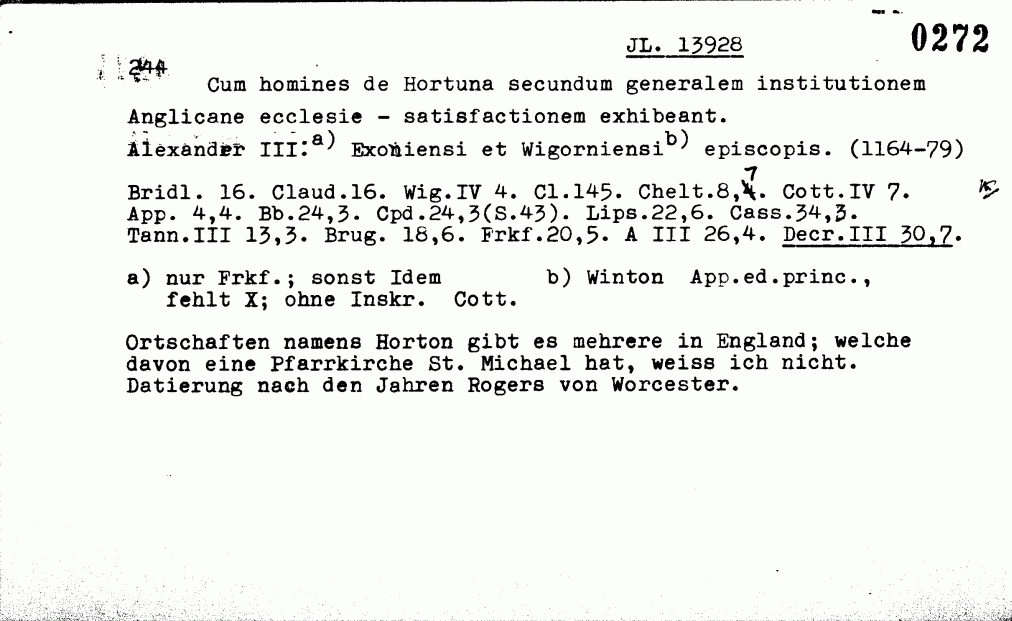 0272
JL. 13928
244
Cum homines de Hortuna secundum generalem institutionem
Anglicane ecclesie - satisfactionem exhibeant.
Alexander III:a) Exoniensi et Wigorniensi b) episcopis. (1164-79)
Bridl. 16. Claud.16. Wig.IV 4. Cl.145. Chelt.8,7. Cott.IV 7.
App. 4,4. Bb.24,3. Cpd.24,3(S.43). Lips.22,6. Cass.34,3.
Tann.III 13,3. Brug. 18,6. Frkf.20,5. A III 26,4. Decr.III 30,7.
a) nur Frkf.; sonst Idem b) Winton App.ed.princ.,
fehlt X; ohne Inskr. Cott.
Ortschaften namens Horton gibt es mehrere in England; welche
davon eine Pfarrkirche St. Michael hat, weiss ich nicht.
Datierung nach den Jahren Rogers von Worcester.